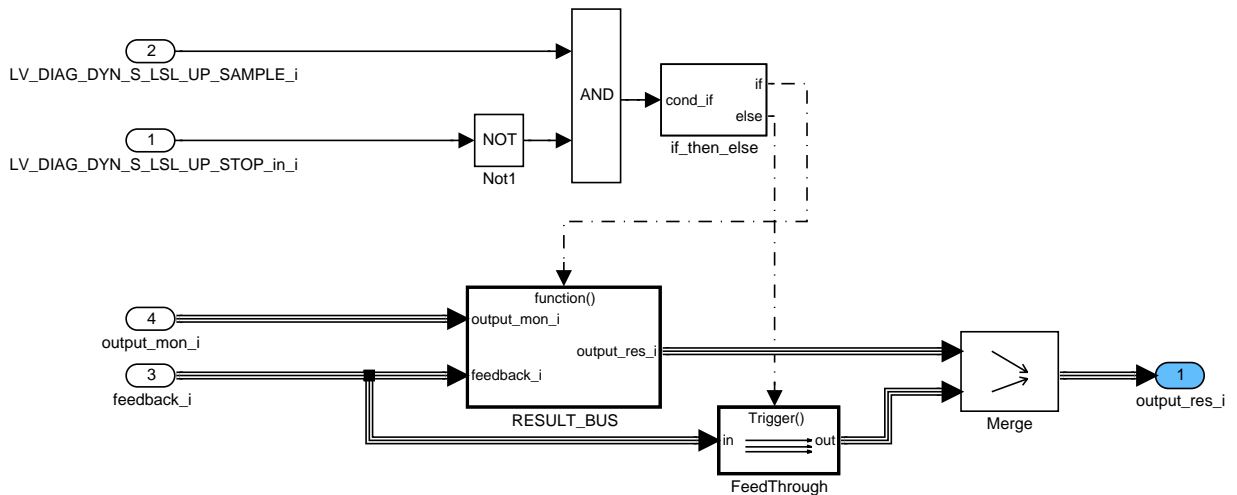 2
LV_DIAG_DYN_S_LSL_UP_SAMPLE_i
1
LV_DIAG_DYN_S_LSL_UP_STOP_in_i
NOT
Not1
AND
cond_if
if
else
if_then_else
4
output_mon_i
3
feedback_i
function()
output_mon_i
feedback_i
output_res_i
RESULT_BUS
Trigger()
in
out
FeedThrough
Merge
1
output_res_i